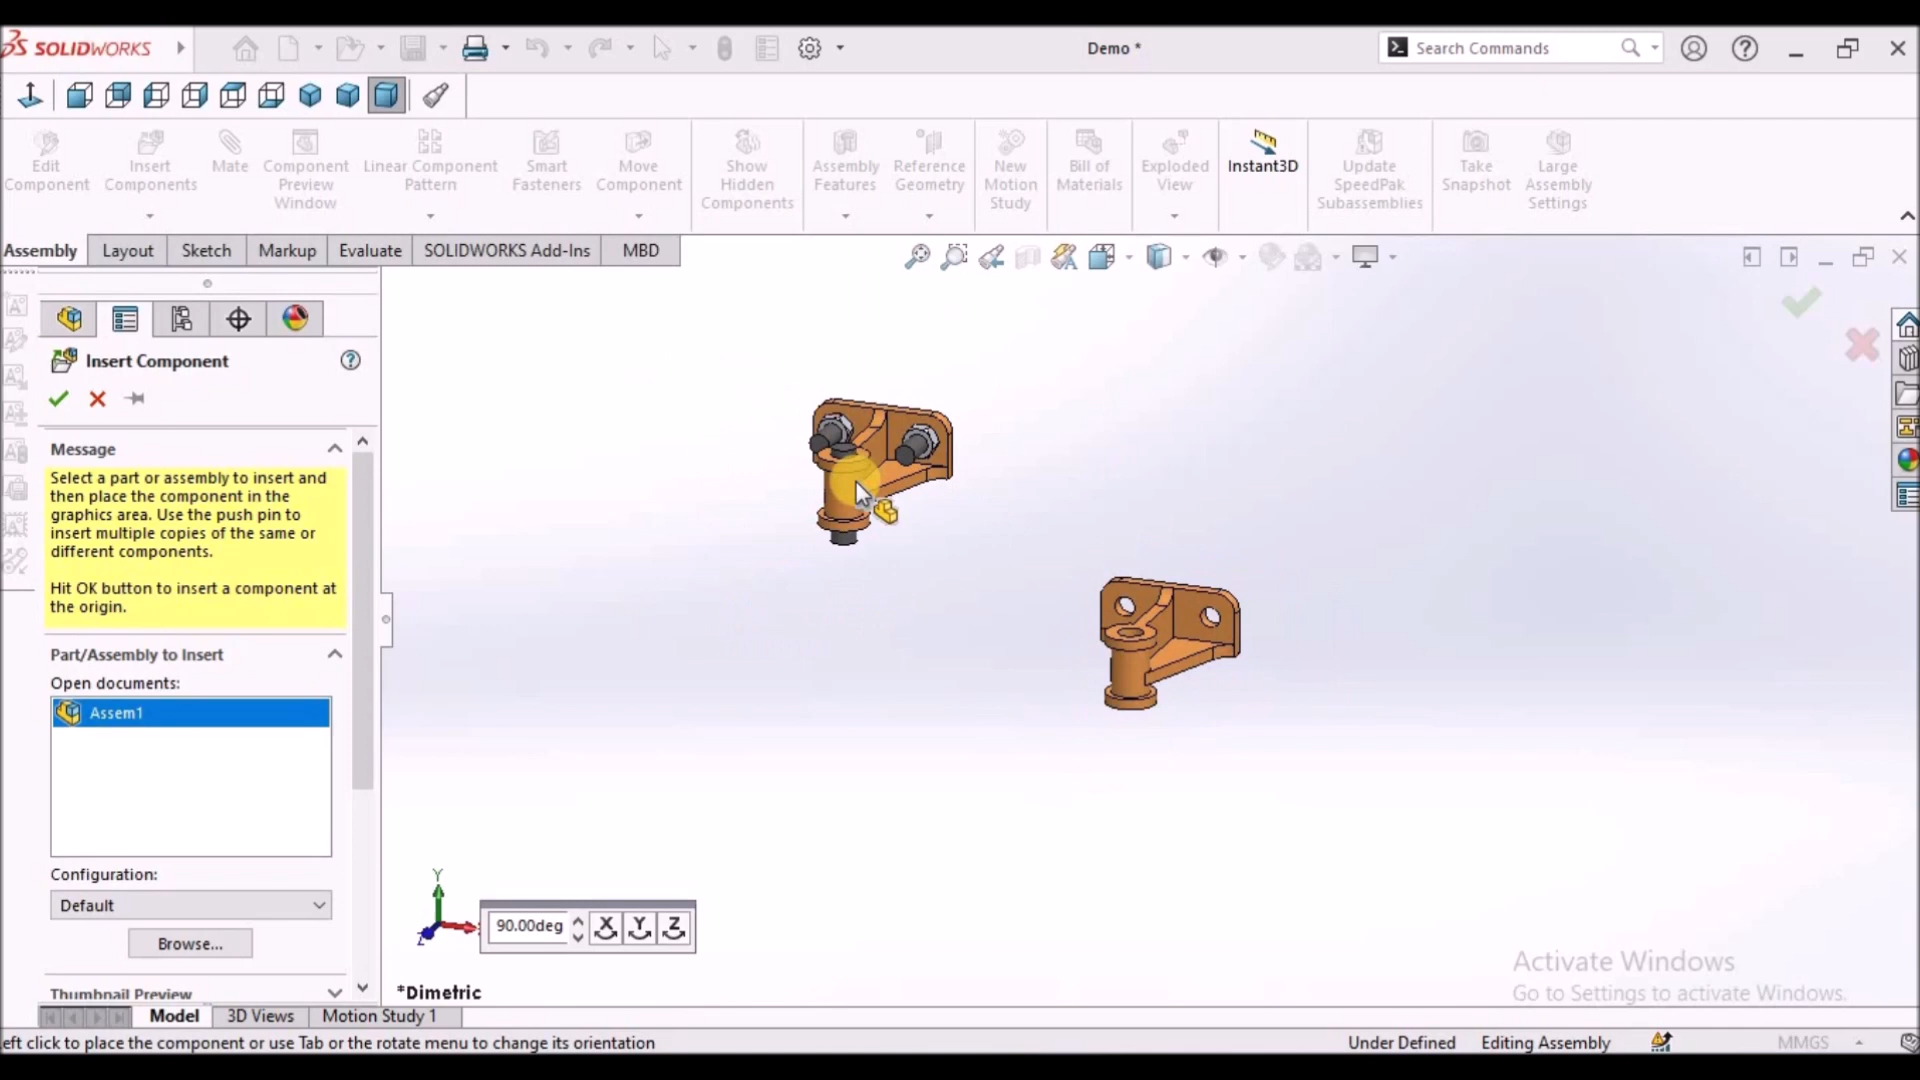 SOLIDWORKS
Demo *
Search Commands
Edit Component
Insert Components
Mate
Component Preview Window
Linear Component Pattern
Smart Fasteners
Move Component
Show Hidden Components
Assembly Features
Reference Geometry
New Motion Study
Bill of Materials
Exploded View
Instant3D
Update SpeedPak Subassemblies
Take Snapshot
Large Assembly Settings
Assembly
Layout
Sketch
Markup
Evaluate
SOLIDWORKS Add-Ins
MBD
Insert Component
Message
Select a part or assembly to insert and
then place the component in the
graphics area. Use the push pin to
insert multiple copies of the same or
different components.
Hit OK button to insert a component at
the origin.
Part/Assembly to Insert
Open documents:
Assem1
Configuration:
Default
Browse...
Thumbnail Preview
Y
Z
90.00deg
X
Y
Z
*Dimetric
Activate Windows
Go to Settings to activate Windows.
Model
3D Views
Motion Study 1
eft click to place the component or use Tab or the rotate menu to change its orientation
Under Defined
Editing Assembly
MMGS